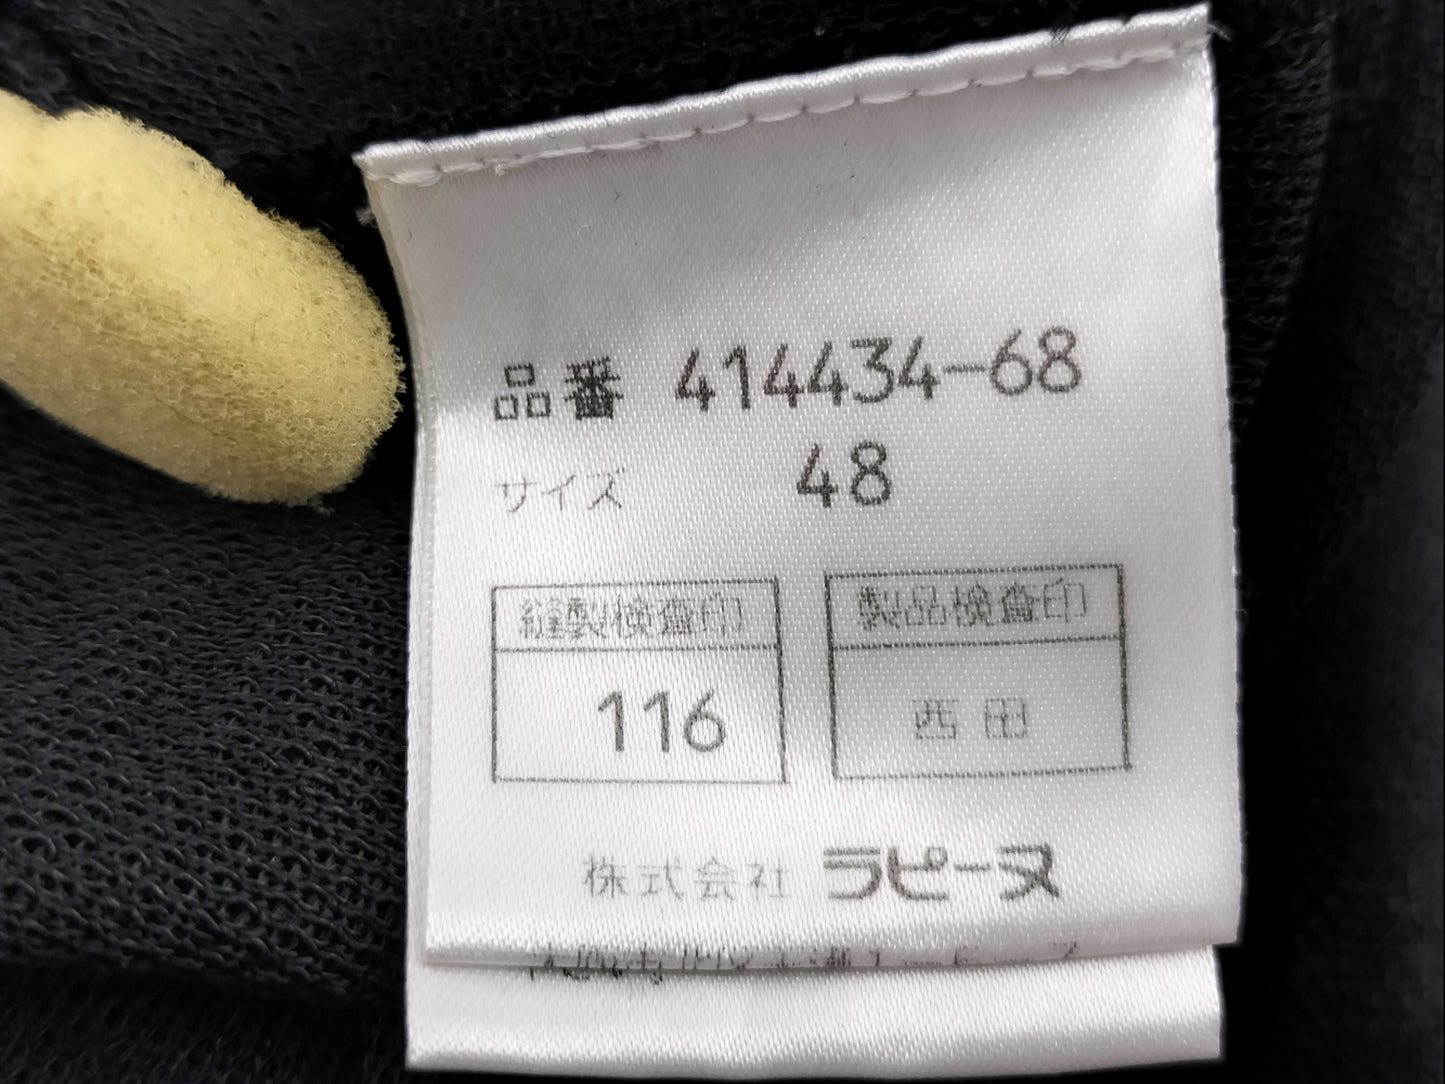 品番 414434-68
サイズ 48
縫製検査印 製品検査印
116 西田
株式会社 ラピーヌ